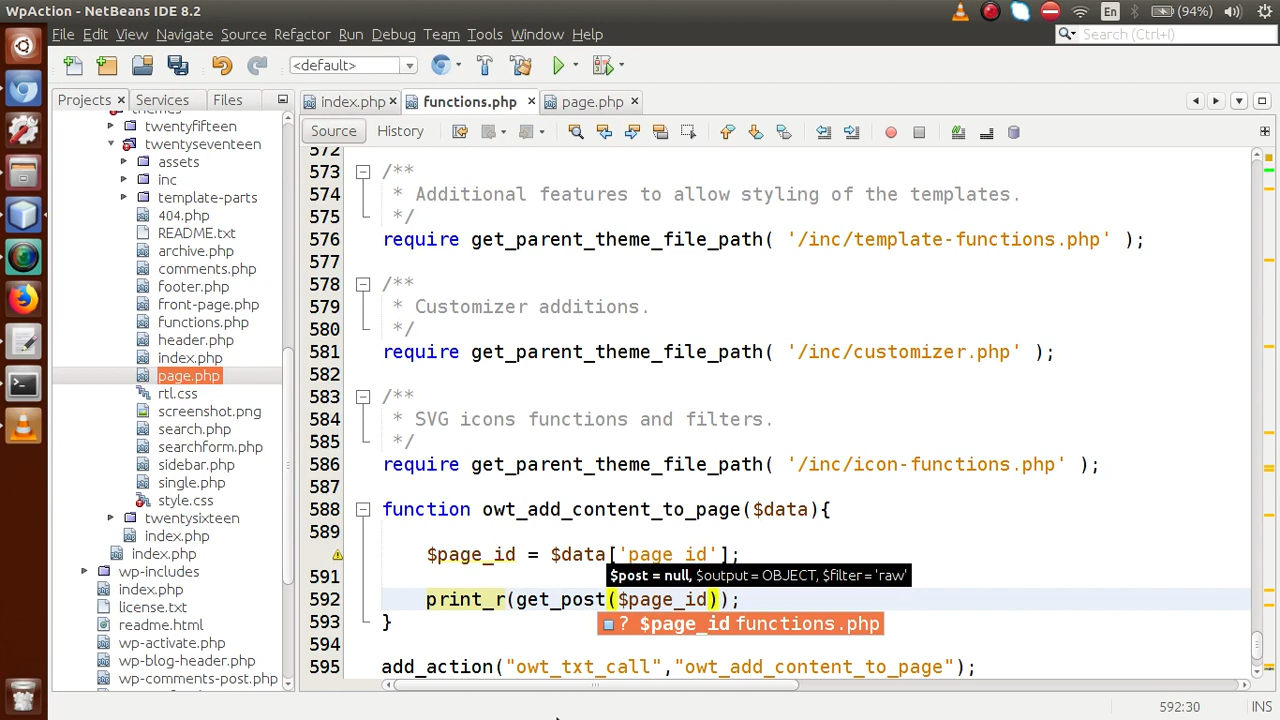 WpAction - NetBeans IDE 8.2
En
(94%)
File Edit View Navigate Source Refactor Run Debug Team Tools Window Help
Search (Ctrl+I)
<default>
Projects
Services
Files
index.php
functions.php
page.php
Source
History
themes
twentyfifteen
twentyseventeen
assets
inc
template-parts
404.php
README.txt
archive.php
comments.php
footer.php
front-page.php
functions.php
header.php
index.php
page.php
rtl.css
screenshot.png
search.php
searchform.php
sidebar.php
single.php
style.css
twentysixteen
index.php
index.php
wp-includes
index.php
license.txt
readme.html
wp-activate.php
wp-blog-header.php
wp-comments-post.php
572
573 /**
574 * Additional features to allow styling of the templates.
575 */
576 require get_parent_theme_file_path( '/inc/template-functions.php' );
577
578 /**
579 * Customizer additions.
580 */
581 require get_parent_theme_file_path( '/inc/customizer.php' );
582
583 /**
584 * SVG icons functions and filters.
585 */
586 require get_parent_theme_file_path( '/inc/icon-functions.php' );
587
588 function owt_add_content_to_page($data){
589
$page_id = $data['page_id'];
$post = null, $output = OBJECT, $filter = 'raw'
591
592 print_r(get_post($page_id));
593 }
? $page_id functions.php
594
595 add_action("owt_txt_call","owt_add_content_to_page");
592:30
INS